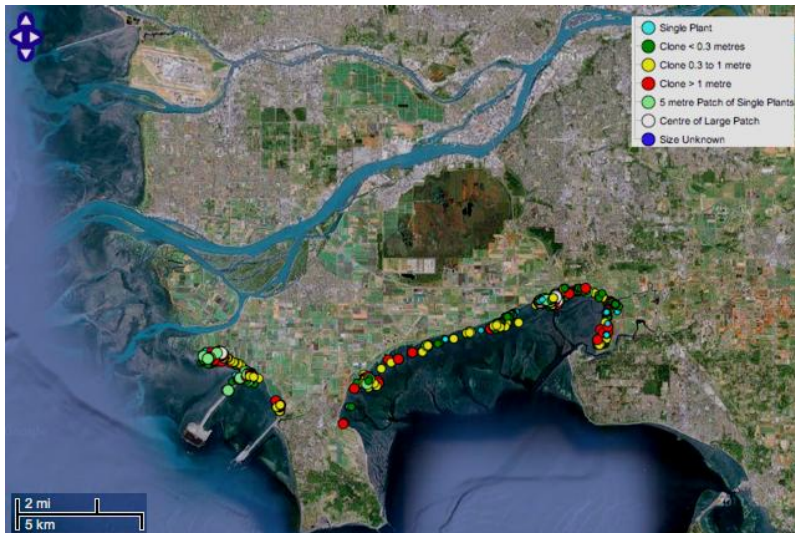 Single Plant
Clone < 0.3 metres
Clone 0.3 to 1 metre
Clone > 1 metre
5 metre Patch of Single Plants
Centre of Large Patch
Size Unknown
2 mi
5 km